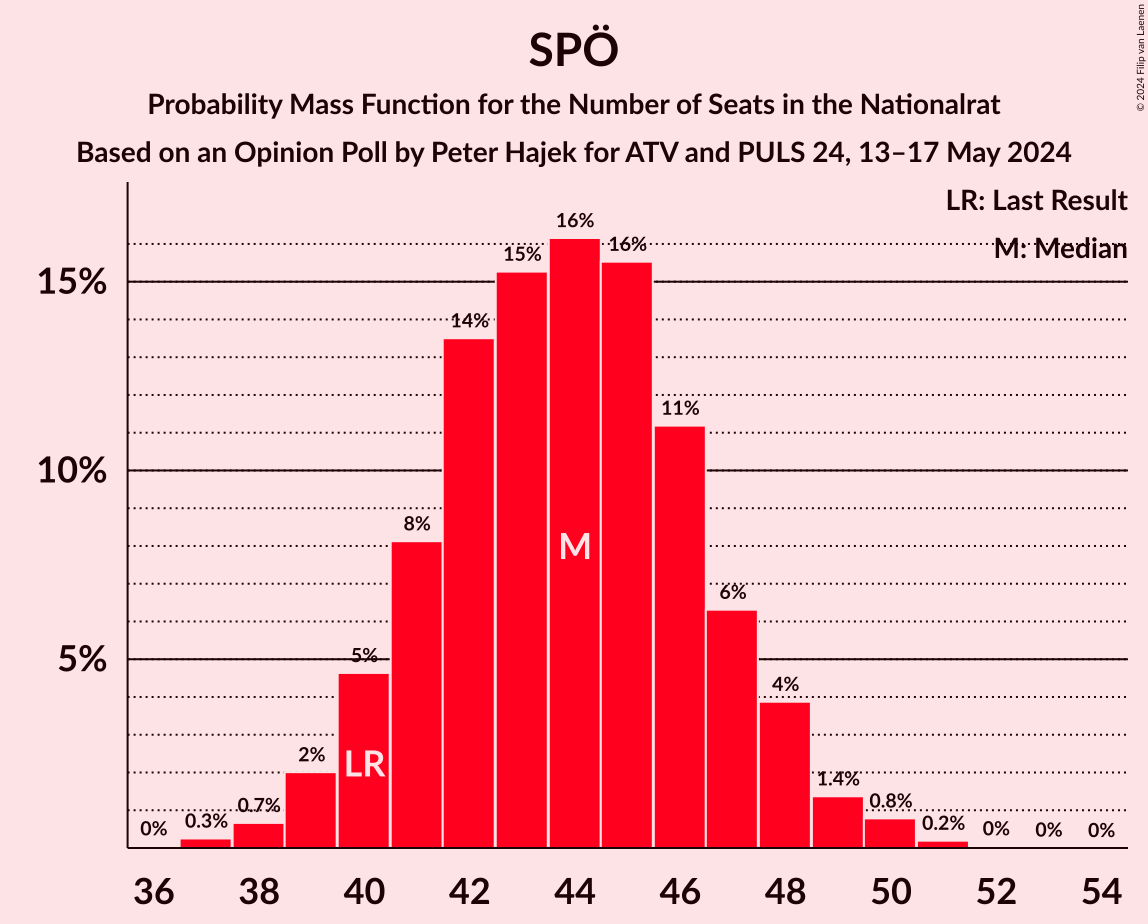 SPÖ
Probability Mass Function for the Number of Seats in the Nationalrat
Based on an Opinion Poll by Peter Hajek for ATV and PULS 24, 13–17 May 2024
© 2024 Filip van Laenen
LR: Last Result
M: Median
15%
10%
5%
0%
0.3%
0.7%
2%
5%
8%
14%
15%
16%
16%
11%
6%
4%
1.4%
0.8%
0.2%
0%
0%
0%
LR
M
36 38 40 42 44 46 48 50 52 54